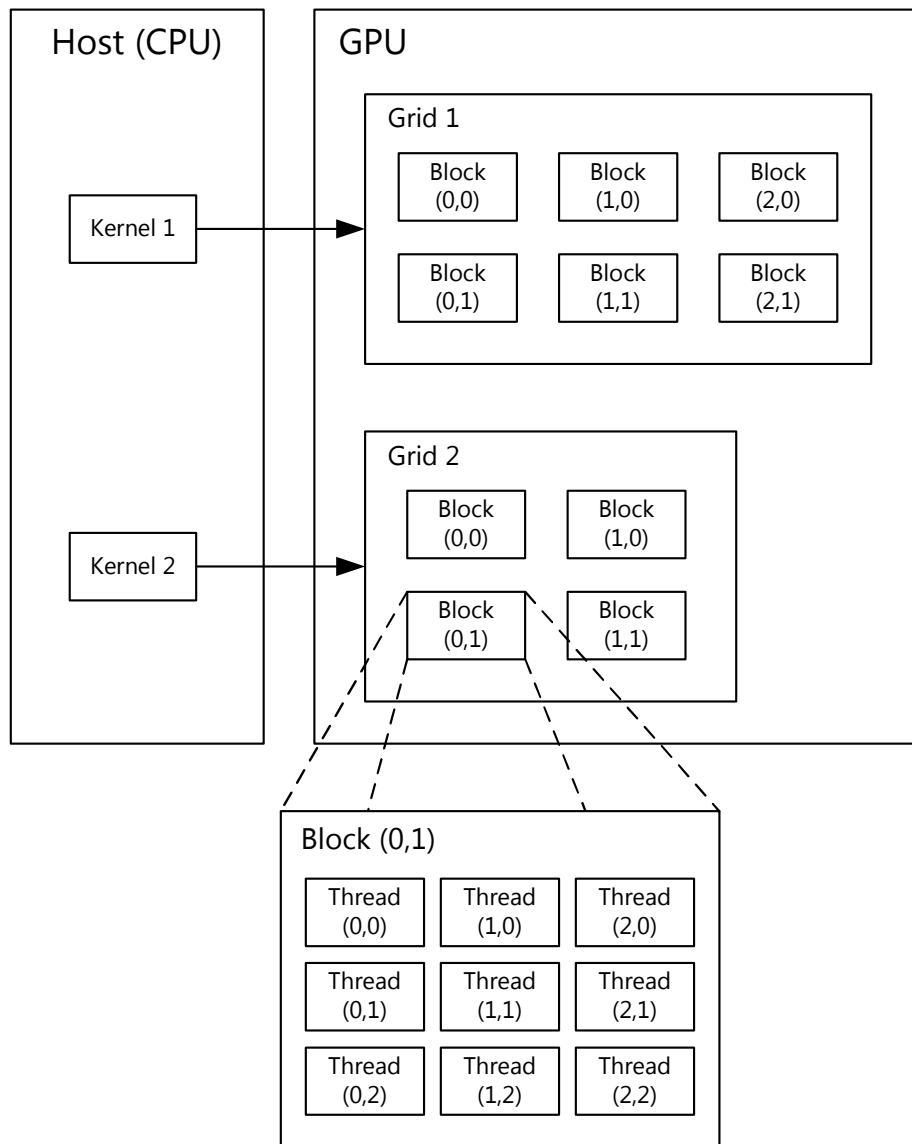 Host (CPU)
GPU
Grid 1
Block
(0,0)
Block
(1,0)
Block
(2,0)
Kernel 1
Block
(0,1)
Block
(1,1)
Block
(2,1)
Grid 2
Block
(0,0)
Block
(1,0)
Kernel 2
Block
(0,1)
Block
(1,1)
Block (0,1)
Thread
(0,0)
Thread
(1,0)
Thread
(2,0)
Thread
(0,1)
Thread
(1,1)
Thread
(2,1)
Thread
(0,2)
Thread
(1,2)
Thread
(2,2)